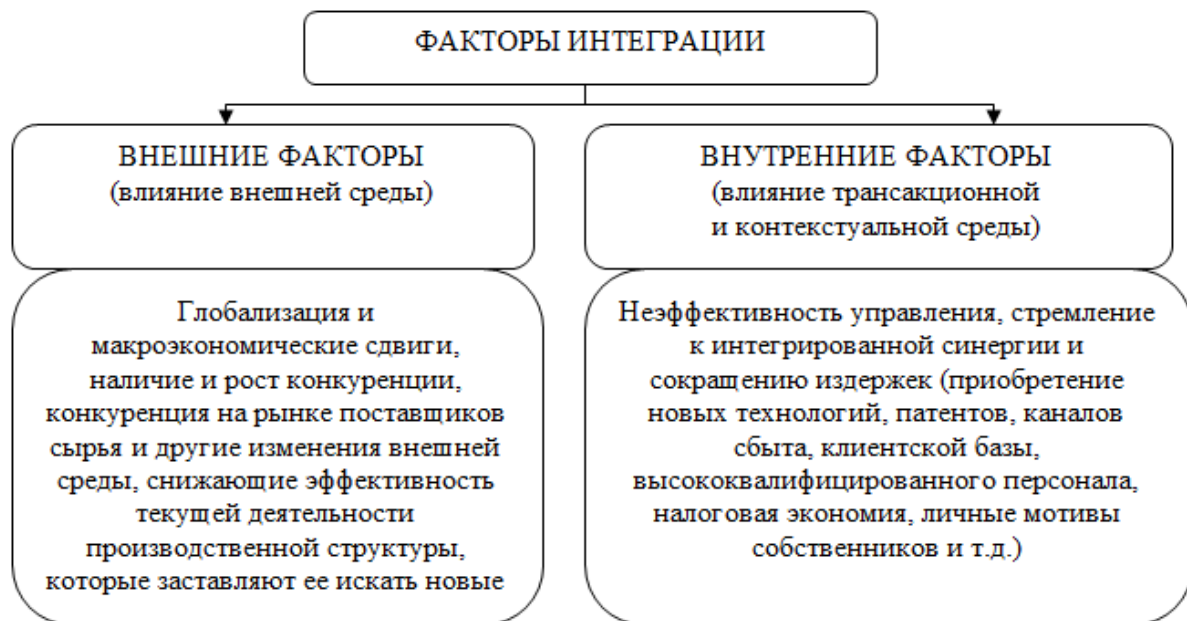 ФАКТОРЫ ИНТЕГРАЦИИ
ВНЕШНИЕ ФАКТОРЫ
(влияние внешней среды)
ВНУТРЕННИЕ ФАКТОРЫ
(влияние трансакционной
и контекстуальной среды)
Глобализация и
макроэкономические сдвиги,
наличие и рост конкуренции,
конкуренция на рынке поставщиков
сырья и другие изменения внешней
среды, снижающие эффективность
текущей деятельности
производственной структуры,
которые заставляют ее искать новые
Неэффективность управления, стремление
к интегрированной синергии и
сокращению издержек (приобретение
новых технологий, патентов, каналов
сбыта, клиентской базы,
высококвалифицированного персонала,
налоговая экономия, личные мотивы
собственников и т.д.)